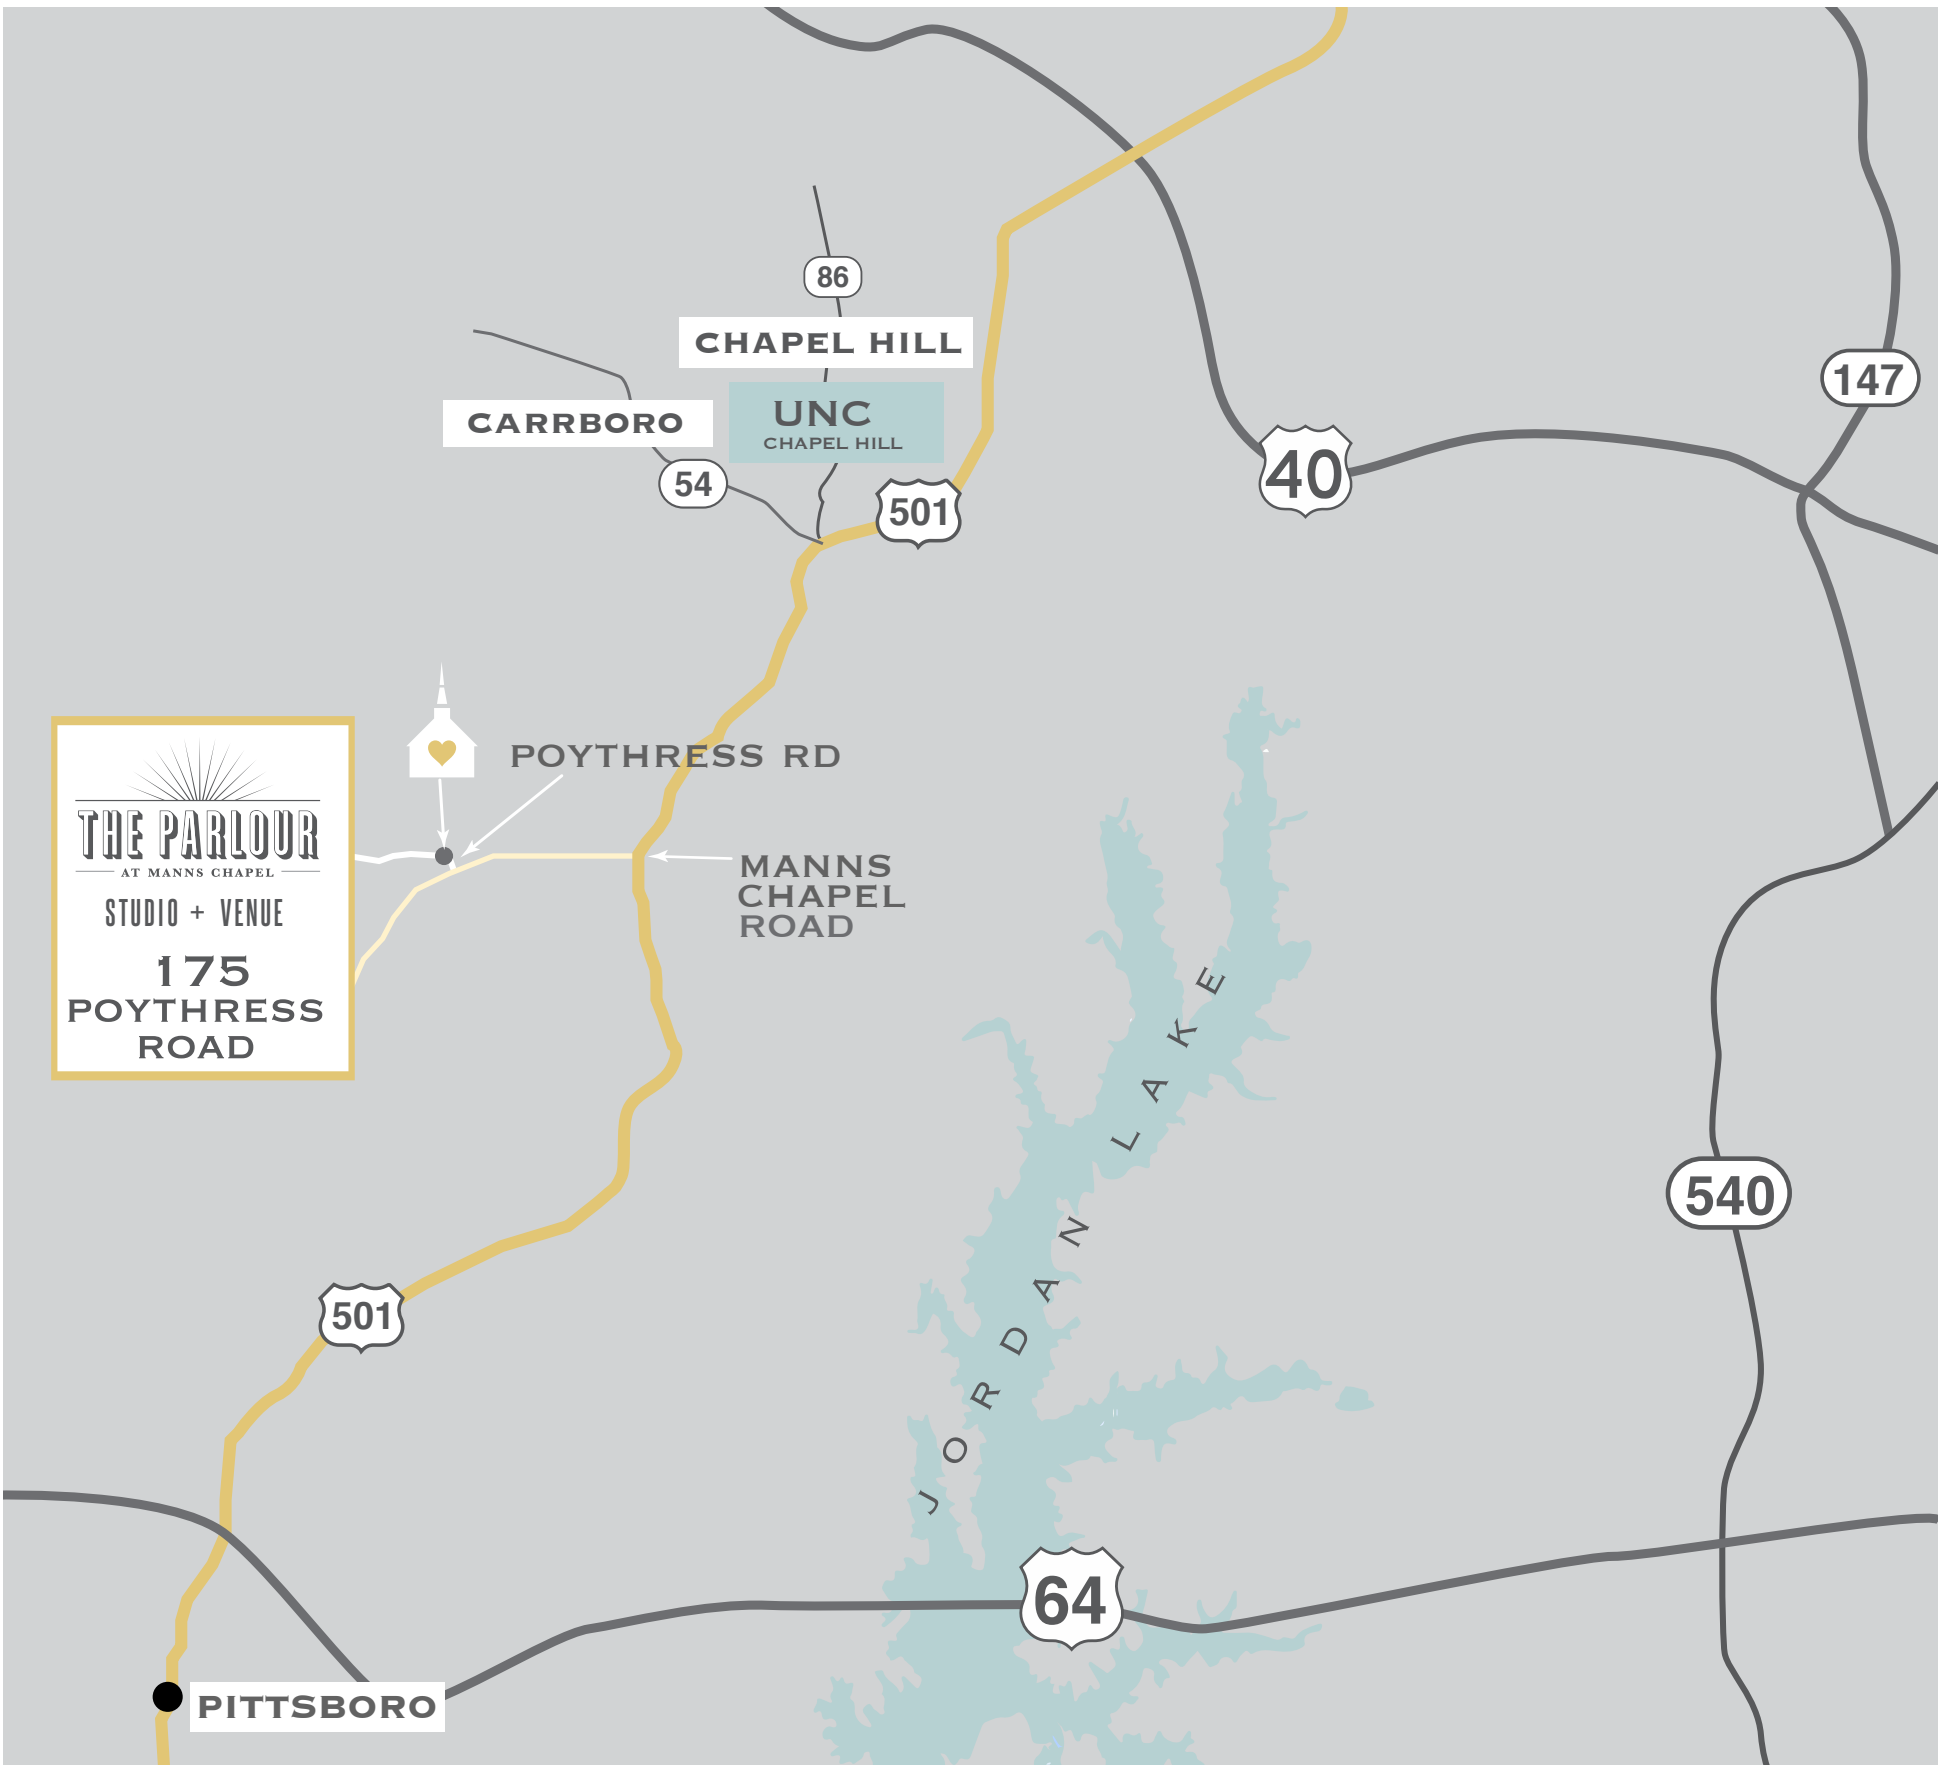 86
CHAPEL HILL
147
CARRBORO
UNC
CHAPEL HILL
40
54
501
POYTHRESS RD
THE PARLOUR
AT MANNS CHAPEL
STUDIO + VENUE
175
POYTHRESS
ROAD
MANNS
CHAPEL
ROAD
JORDAN LAKE
540
501
64
PITTSBORO